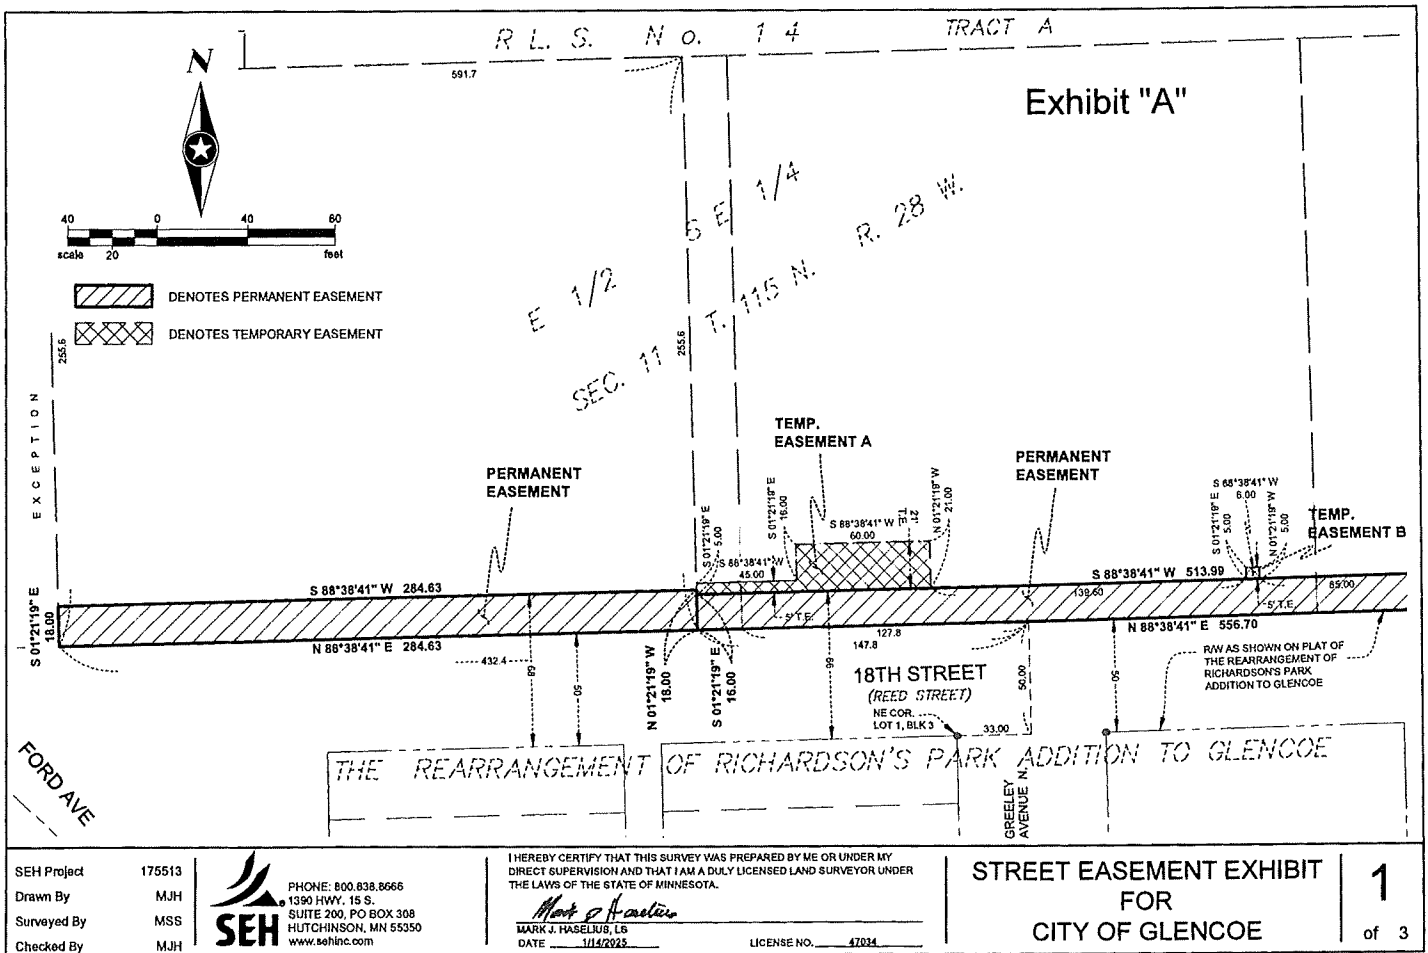 R L. S. No. 14
TRACT A
591.7
Exhibit "A"
N
40 0 40 80
scale 20 feet
DENOTES PERMANENT EASEMENT
DENOTES TEMPORARY EASEMENT
255.6
EXCEPTION
E 1/2
S E 1/4
SEC. 11
T. 115 N.
R. 28 W.
255.6
TEMP.
EASEMENT A
PERMANENT
EASEMENT
PERMANENT
EASEMENT
TEMP.
EASEMENT B
S 01°21'19" E
5.00
S 01°21'19" E
16.00
S 88°38'41" W
60.00
21'
T.E.
N 01°21'19" W
21.00
S 88°38'41" W
45.00
S 88°38'41" W
6.00
S 01°21'19" E
5.00
N 01°21'19" W
5.00
S 88°38'41" W 284.63
S 88°38'41" W 513.99
139.50
85.00
5' T.E.
5' T.E.
S 01°21'19" E
18.00
N 88°38'41" E 284.63
N 88°38'41" E 556.70
432.4
68
50
N 01°21'19" W
18.00
S 01°21'19" E
16.00
127.8
147.8
66
18TH STREET
(REED STREET)
NE COR.
LOT 1, BLK 3
33.00
50.00
50
R/W AS SHOWN ON PLAT OF
THE REARRANGEMENT OF
RICHARDSON'S PARK
ADDITION TO GLENCOE
THE REARRANGEMENT OF RICHARDSON'S PARK ADDITION TO GLENCOE
FORD AVE
GREELEY
AVENUE N.
SEH Project 175513
Drawn By MJH
Surveyed By MSS
Checked By MJH
SEH
PHONE: 800.838.8666
1390 HWY. 15 S.
SUITE 200, PO BOX 308
HUTCHINSON, MN 55350
www.sehinc.com
I HEREBY CERTIFY THAT THIS SURVEY WAS PREPARED BY ME OR UNDER MY
DIRECT SUPERVISION AND THAT I AM A DULY LICENSED LAND SURVEYOR UNDER
THE LAWS OF THE STATE OF MINNESOTA.
MARK J. HASELIUS, LS
DATE 1/14/2025 LICENSE NO. 47034
STREET EASEMENT EXHIBIT
FOR
CITY OF GLENCOE
1
of 3